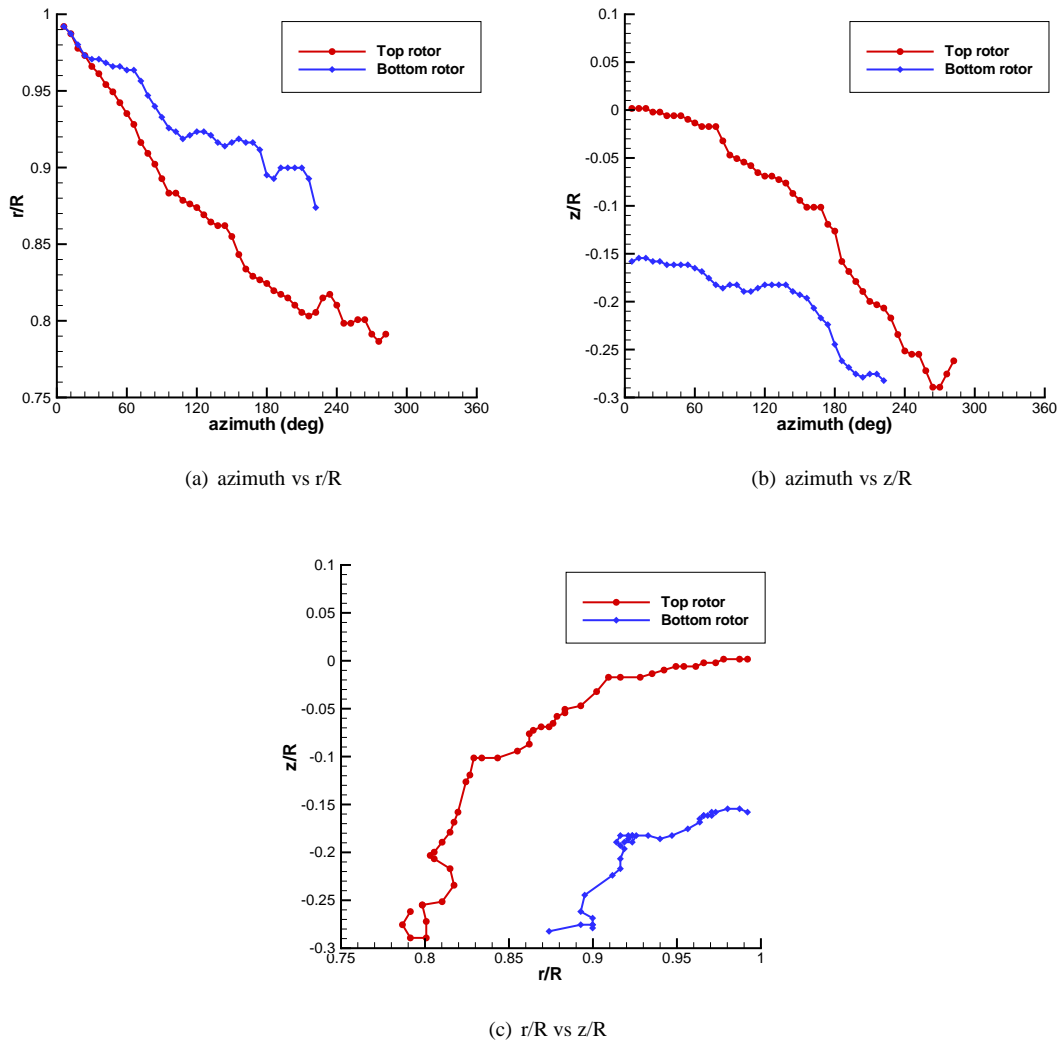 1
0.95
0.9
0.85
0.8
0.75
r/R
0 60 120 180 240 300 360
azimuth (deg)
Top rotor
Bottom rotor
(a) azimuth vs r/R
0.1
0.05
0
-0.05
-0.1
-0.15
-0.2
-0.25
-0.3
z/R
0 60 120 180 240 300 360
azimuth (deg)
Top rotor
Bottom rotor
(b) azimuth vs z/R
0.1
0.05
0
-0.05
-0.1
-0.15
-0.2
-0.25
-0.3
z/R
0.75 0.8 0.85 0.9 0.95 1
r/R
Top rotor
Bottom rotor
(c) r/R vs z/R